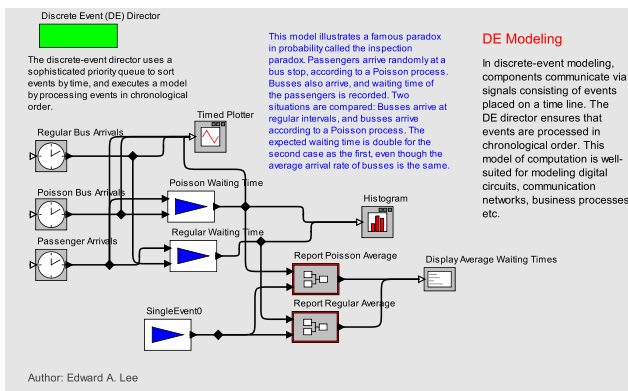 Discrete Event (DE) Director
The discrete-event director uses a
sophisticated priority queue to sort
events by time, and executes a model
by processing events in chronological
order.
This model illustrates a famous paradox
in probability called the inspection
paradox. Passengers arrive randomly at a
bus stop, according to a Poisson process.
Busses also arrive, and waiting time of
the passengers is recorded. Two
situations are compared: Busses arrive at
regular intervals, and busses arrive
according to a Poisson process. The
expected waiting time is double for the
second case as the first, even though the
average arrival rate of busses is the same.
DE Modeling
In discrete-event modeling,
components communicate via
signals consisting of events
placed on a time line. The
DE director ensures that
events are processed in
chronological order. This
model of computation is well-
suited for modeling digital
circuits, communication
networks, business processes,
etc.
Timed Plotter
Regular Bus Arrivals
Poisson Waiting Time
Poisson Bus Arrivals
Histogram
Regular Waiting Time
Passenger Arrivals
Report Poisson Average
Display Average Waiting Times
Report Regular Average
SingleEvent0
Author: Edward A. Lee